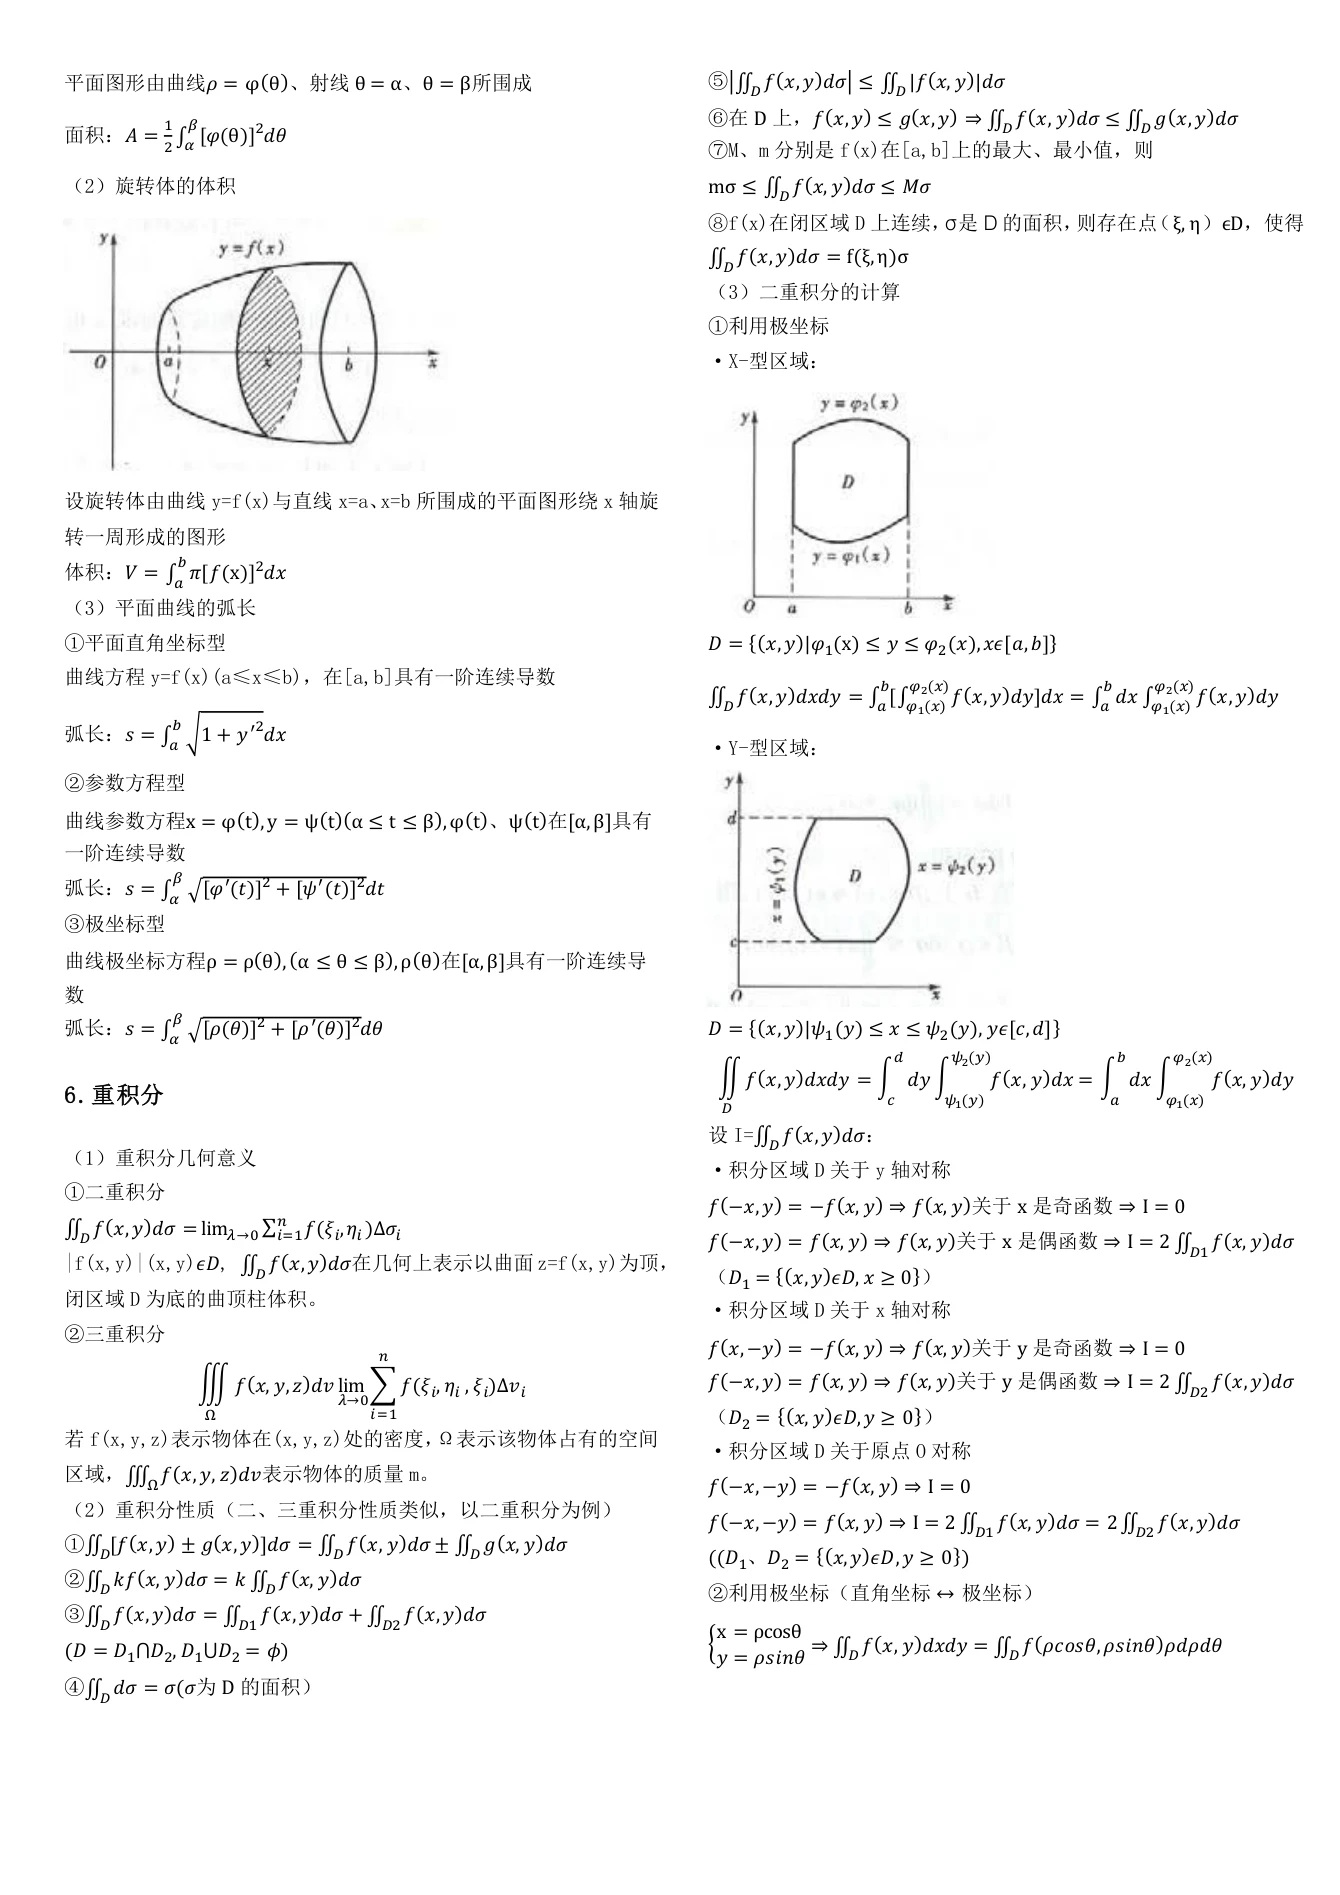 平面图形由曲线ρ = φ(θ)、射线 θ = α、θ = β所围成
面积：A = 1/2 ∫_α^β [φ(θ)]²dθ
（2）旋转体的体积
y
y=f(x)
O a x b x
设旋转体由曲线 y=f(x)与直线 x=a、x=b 所围成的平面图形绕 x 轴旋
转一周形成的图形
体积：V = ∫_a^b π[f(x)]²dx
（3）平面曲线的弧长
①平面直角坐标型
曲线方程 y=f(x)(a≤x≤b)，在[a,b]具有一阶连续导数
弧长：s = ∫_a^b √(1 + y′²)dx
②参数方程型
曲线参数方程x = φ(t), y = ψ(t)(α ≤ t ≤ β), φ(t)、ψ(t)在[α, β]具有
一阶连续导数
弧长：s = ∫_α^β √([φ′(t)]² + [ψ′(t)]²)dt
③极坐标型
曲线极坐标方程ρ = ρ(θ), (α ≤ θ ≤ β), ρ(θ)在[α, β]具有一阶连续导
数
弧长：s = ∫_α^β √([ρ(θ)]² + [ρ′(θ)]²)dθ
6. 重积分
（1）重积分几何意义
①二重积分
∬_D f(x, y)dσ = lim_{λ→0} ∑_{i=1}^n f(ξ_i, η_i)Δσ_i
|f(x,y)|(x,y)ϵD， ∬_D f(x, y)dσ在几何上表示以曲面 z=f(x,y)为顶，
闭区域 D 为底的曲顶柱体积。
②三重积分
∭_Ω f(x, y, z)dv lim_{λ→0} ∑_{i=1}^n f(ξ_i, η_i , ξ_i)Δv_i
若 f(x,y,z)表示物体在(x,y,z)处的密度，Ω表示该物体占有的空间
区域，∭_Ω f(x, y, z)dv表示物体的质量 m。
（2）重积分性质（二、三重积分性质类似，以二重积分为例）
①∬_D [f(x, y) ± g(x, y)]dσ = ∬_D f(x, y)dσ ± ∬_D g(x, y)dσ
②∬_D kf(x, y)dσ = k ∬_D f(x, y)dσ
③∬_D f(x, y)dσ = ∬_{D1} f(x, y)dσ + ∬_{D2} f(x, y)dσ
(D = D₁⋂D₂, D₁⋃D₂ = ϕ)
④∬_D dσ = σ(σ为 D 的面积）
⑤|∬_D f(x, y)dσ| ≤ ∬_D |f(x, y)|dσ
⑥在 D 上，f(x, y) ≤ g(x, y) ⇒ ∬_D f(x, y)dσ ≤ ∬_D g(x, y)dσ
⑦M、m 分别是 f(x)在[a,b]上的最大、最小值，则
mσ ≤ ∬_D f(x, y)dσ ≤ Mσ
⑧f(x)在闭区域 D 上连续，σ是 D 的面积，则存在点（ξ, η）ϵD，使得
∬_D f(x, y)dσ = f(ξ,η)σ
（3）二重积分的计算
①利用极坐标
·X-型区域：
y=φ₂(x)
y
D
y=φ₁(x)
O a b x
D = {(x, y)|φ₁(x) ≤ y ≤ φ₂(x), xϵ[a, b]}
∬_D f(x, y)dxdy = ∫_a^b [∫_{φ₁(x)}^{φ₂(x)} f(x, y)dy]dx = ∫_a^b dx ∫_{φ₁(x)}^{φ₂(x)} f(x, y)dy
·Y-型区域：
y
d
x=ψ₁(y)
D
x=ψ₂(y)
c
O x
D = {(x, y)|ψ₁(y) ≤ x ≤ ψ₂(y), yϵ[c, d]}
∬_D f(x, y)dxdy = ∫_c^d dy ∫_{ψ₁(y)}^{ψ₂(y)} f(x, y)dx = ∫_a^b dx ∫_{φ₁(x)}^{φ₂(x)} f(x, y)dy
设 I=∬_D f(x, y)dσ：
·积分区域 D 关于 y 轴对称
f(−x, y) = −f(x, y) ⇒ f(x, y)关于 x 是奇函数 ⇒ I = 0
f(−x, y) = f(x, y) ⇒ f(x, y)关于 x 是偶函数 ⇒ I = 2 ∬_{D1} f(x, y)dσ
（D₁ = {(x, y)ϵD, x ≥ 0}）
·积分区域 D 关于 x 轴对称
f(x, −y) = −f(x, y) ⇒ f(x, y)关于 y 是奇函数 ⇒ I = 0
f(−x, y) = f(x, y) ⇒ f(x, y)关于 y 是偶函数 ⇒ I = 2 ∬_{D2} f(x, y)dσ
（D₂ = {(x, y)ϵD, y ≥ 0}）
·积分区域 D 关于原点 O 对称
f(−x, −y) = −f(x, y) ⇒ I = 0
f(−x, −y) = f(x, y) ⇒ I = 2 ∬_{D1} f(x, y)dσ = 2 ∬_{D2} f(x, y)dσ
((D₁、D₂ = {(x, y)ϵD, y ≥ 0})
②利用极坐标（直角坐标 ↔ 极坐标）
{x = ρcosθ
y = ρsinθ ⇒ ∬_D f(x, y)dxdy = ∬_D f(ρcosθ, ρsinθ)ρdρdθ